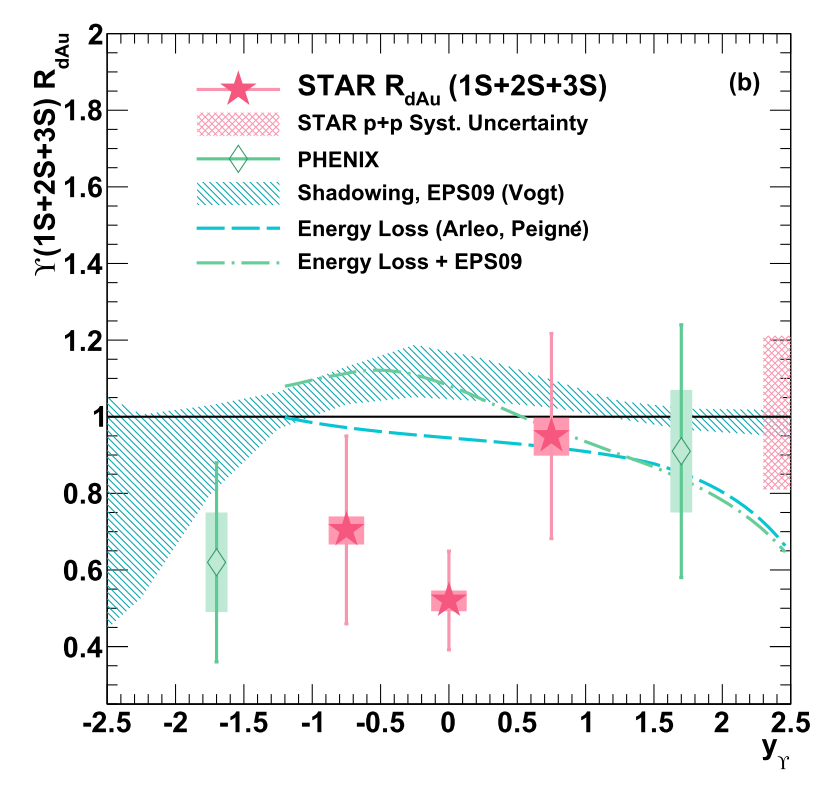 ϒ(1S+2S+3S) R_dAu
2
1.8
1.6
1.4
1.2
1
0.8
0.6
0.4
(b)
STAR R_dAu (1S+2S+3S)
STAR p+p Syst. Uncertainty
PHENIX
Shadowing, EPS09 (Vogt)
Energy Loss (Arleo, Peigné)
Energy Loss + EPS09
-2.5 -2 -1.5 -1 -0.5 0 0.5 1 1.5 2 2.5
y_ϒ